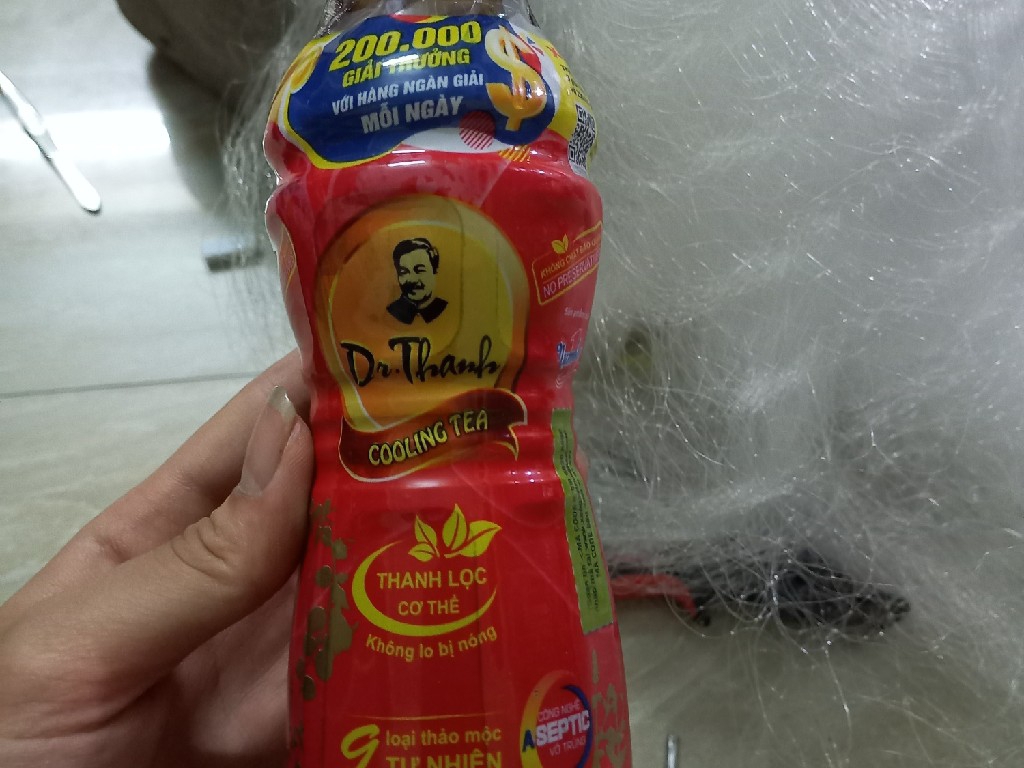 200.000
GIẢI THƯỞNG
VỚI HÀNG NGÀN GIẢI
MỖI NGÀY
$
NO
Dr.Thanh
COOLING TEA
THANH LỌC
CƠ THỂ
Không lo bị nóng
9 loại thảo mộc
TỰ NHIÊN
CÔNG NGHỆ
ASEPTIC
VÔ TRÙNG